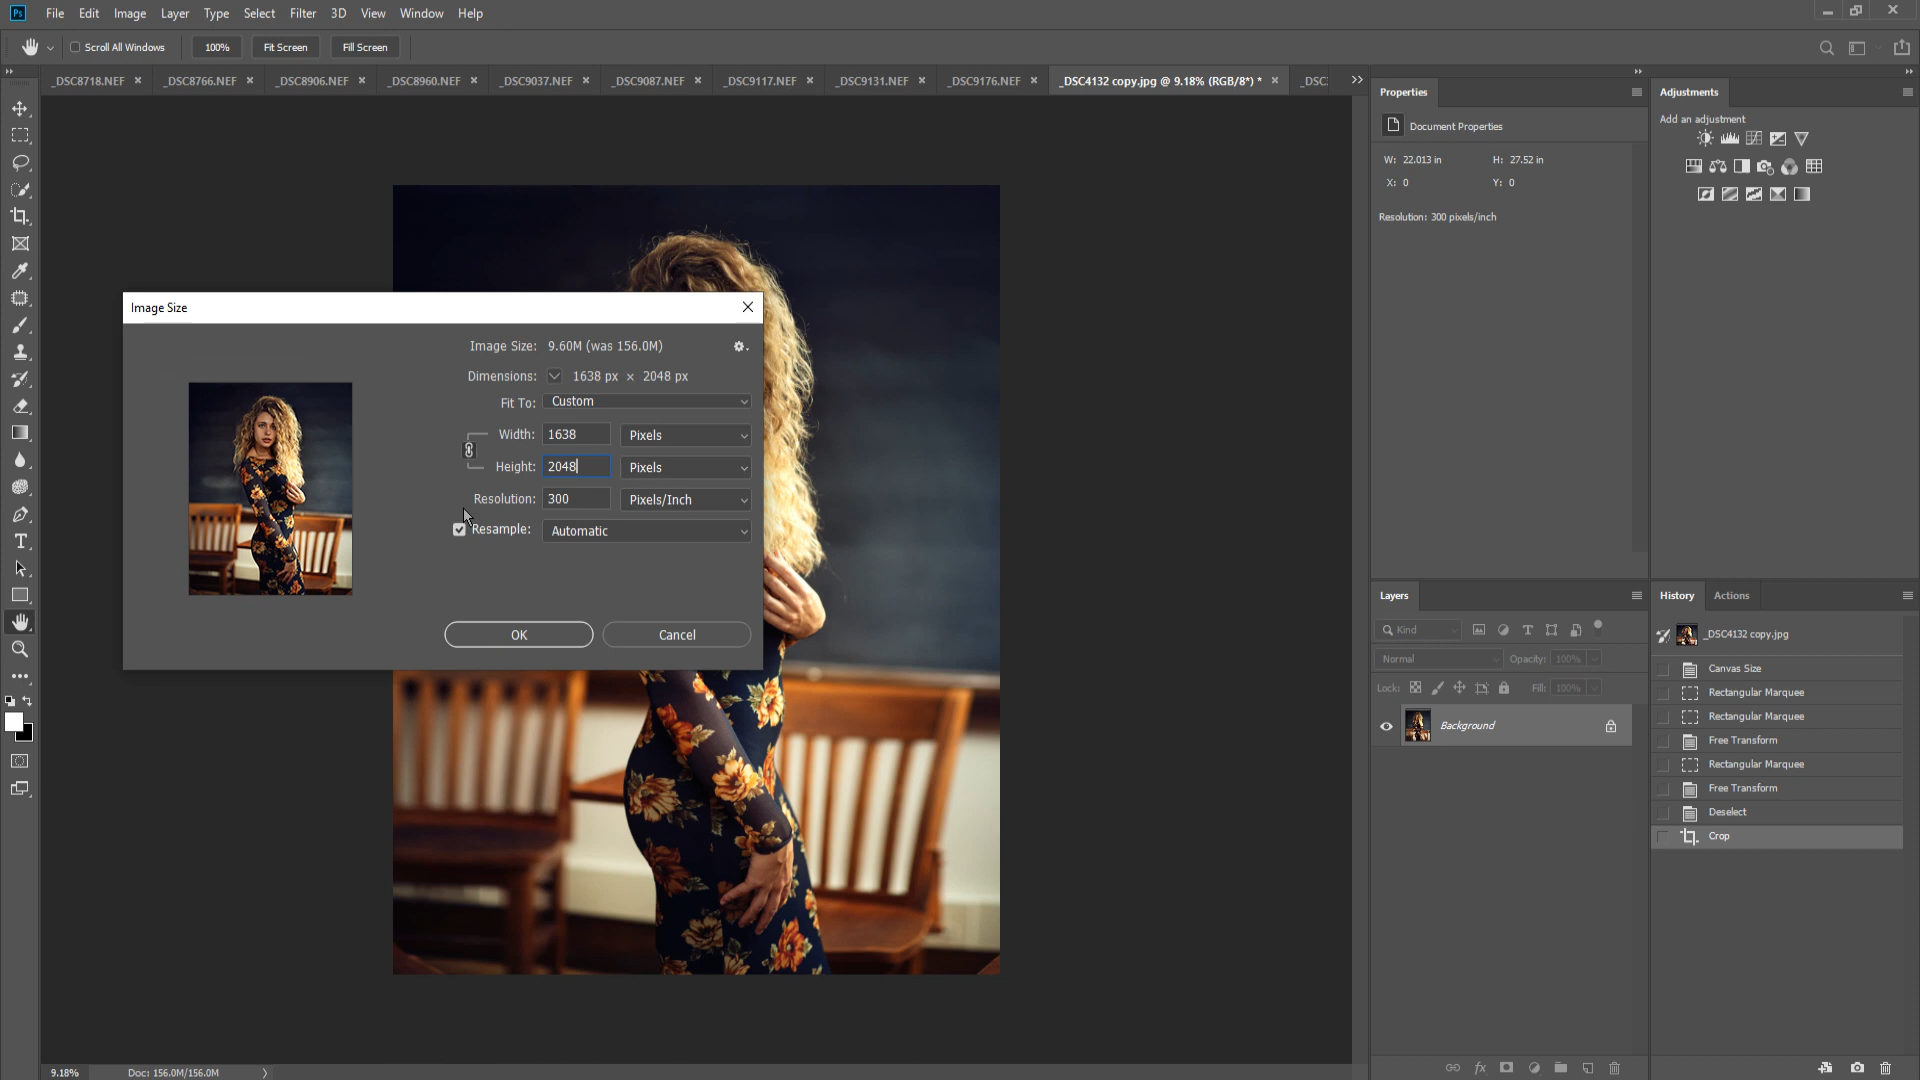 Ps File Edit Image Layer Type Select Filter 3D View Window Help
Scroll All Windows 100% Fit Screen Fill Screen
_DSC8718.NEF × _DSC8766.NEF × _DSC8906.NEF × _DSC8960.NEF × _DSC9037.NEF × _DSC9087.NEF × _DSC9117.NEF × _DSC9131.NEF × _DSC9176.NEF × _DSC4132 copy.jpg @ 9.18% (RGB/8*) * × _DSC
Properties
Document Properties
W: 22.013 in H: 27.52 in
X: 0 Y: 0
Resolution: 300 pixels/inch
Adjustments
Add an adjustment
Image Size
Image Size: 9.60M (was 156.0M)
Dimensions: 1638 px × 2048 px
Fit To: Custom
Width: 1638 Pixels
Height: 2048 Pixels
Resolution: 300 Pixels/Inch
Resample: Automatic
OK Cancel
Layers
Kind
Normal Opacity: 100%
Lock: Fill: 100%
Background
fx
History Actions
_DSC4132 copy.jpg
Canvas Size
Rectangular Marquee
Rectangular Marquee
Free Transform
Rectangular Marquee
Free Transform
Deselect
Crop
9.18% Doc: 156.0M/156.0M